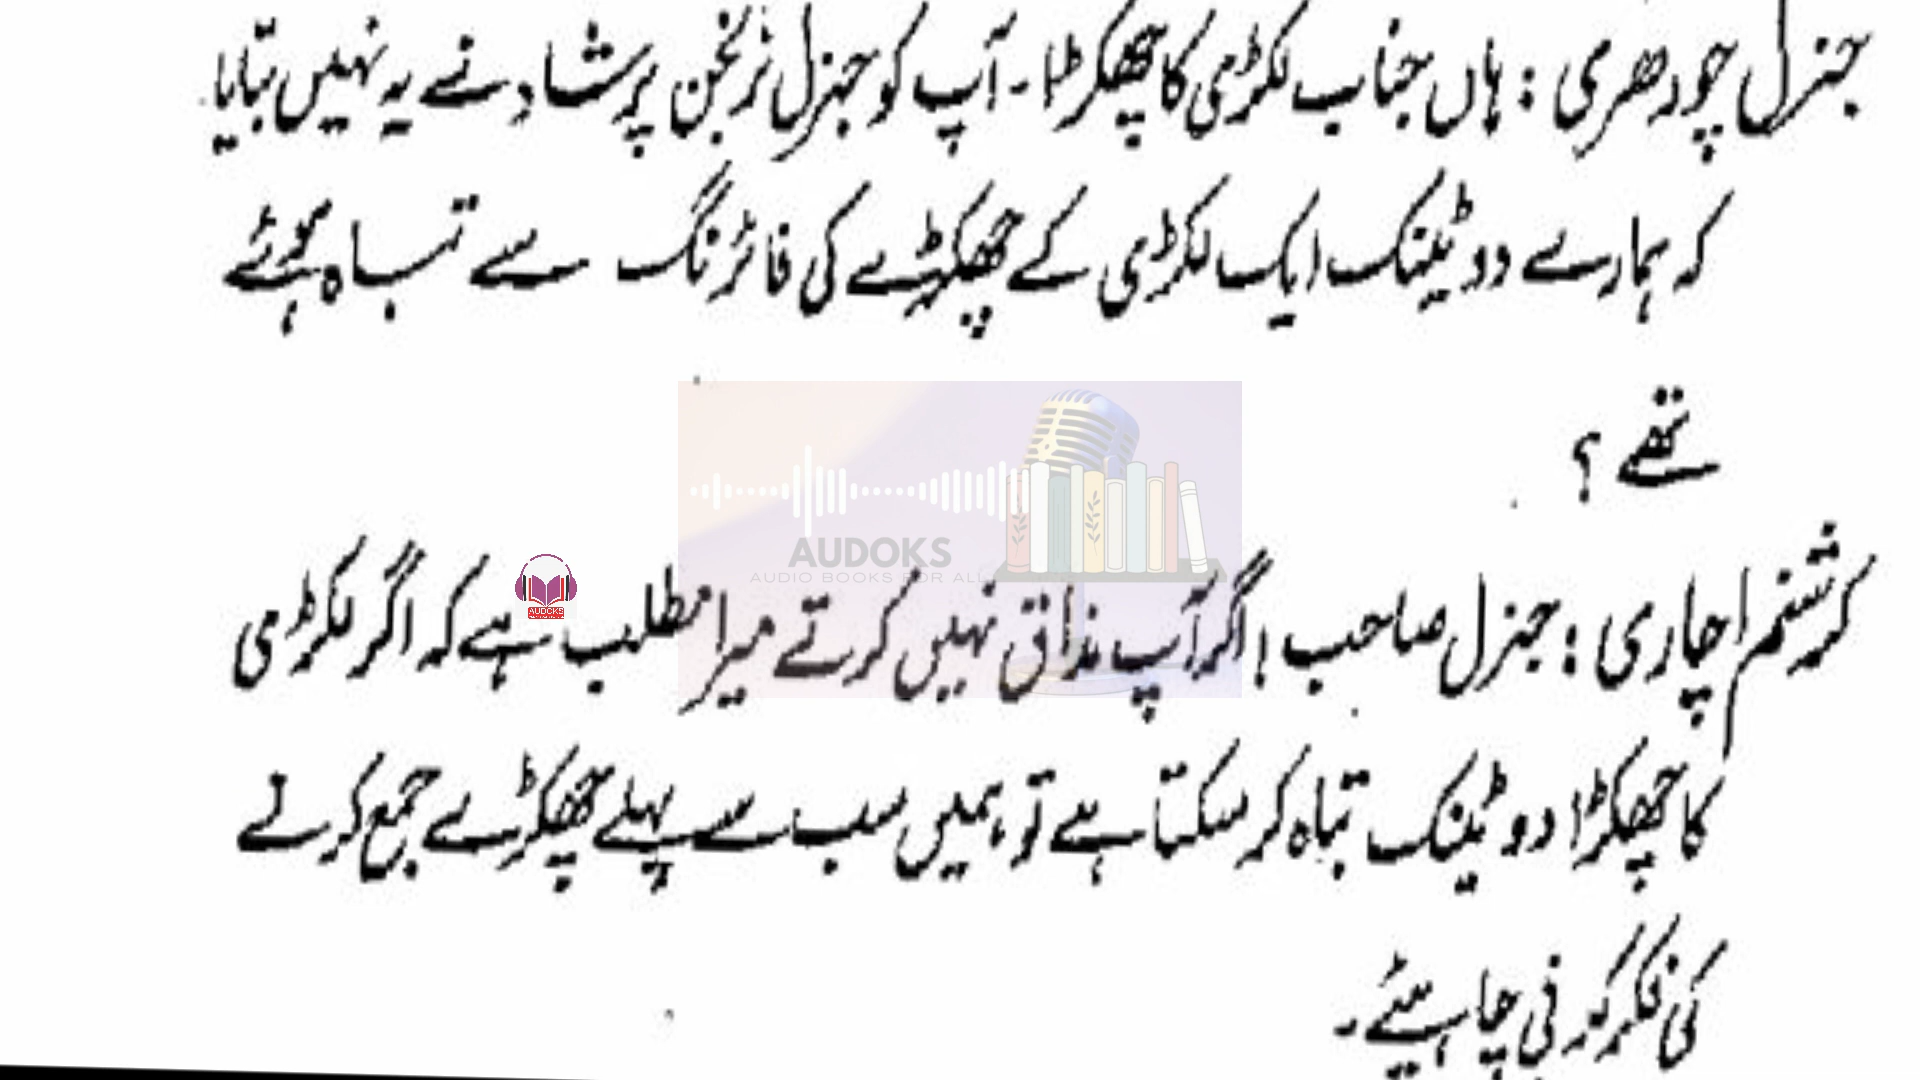 جنرل چودھری : ہاں جناب لکڑی کا چھکڑا ۔ آپ کو جنرل نرنجن پرشاد نے یہ نہیں بتایا
کہ ہمارے دو ٹینک ایک لکڑی کے چھکڑے کی فائرنگ سے تباہ ہوئے
تھے ؟
کرشنم اچاری : جنرل صاحب ! اگر آپ مذاق نہیں کرتے میرا مطلب ہے کہ اگر لکڑی
کا چھکڑا دو ٹینک تباہ کر سکتا ہے تو ہمیں سب سے پہلے چھکڑے جمع کرنے
کی فکر کرنی چاہیئے ۔
AUDOKS
AUDIO BOOKS FOR ALL
AUDOKS